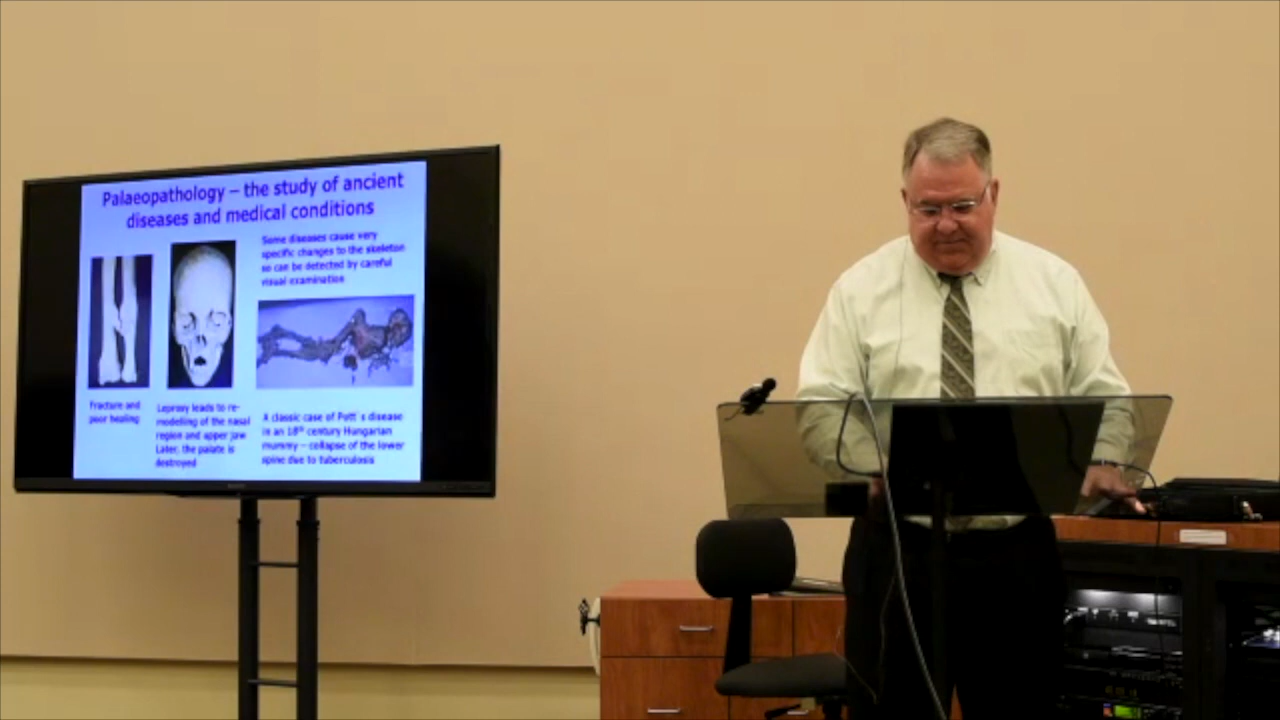 Palaeopathology – the study of ancient
diseases and medical conditions
Some diseases cause very
specific changes to the skeleton
so can be detected by careful
visual examination
Fracture and
poor healing
Leprosy leads to re-
modelling of the nasal
region and upper jaw
Later, the palate is
destroyed
A classic case of Pott´s disease
in an 18th century Hungarian
mummy – collapse of the lower
spine due to tuberculosis